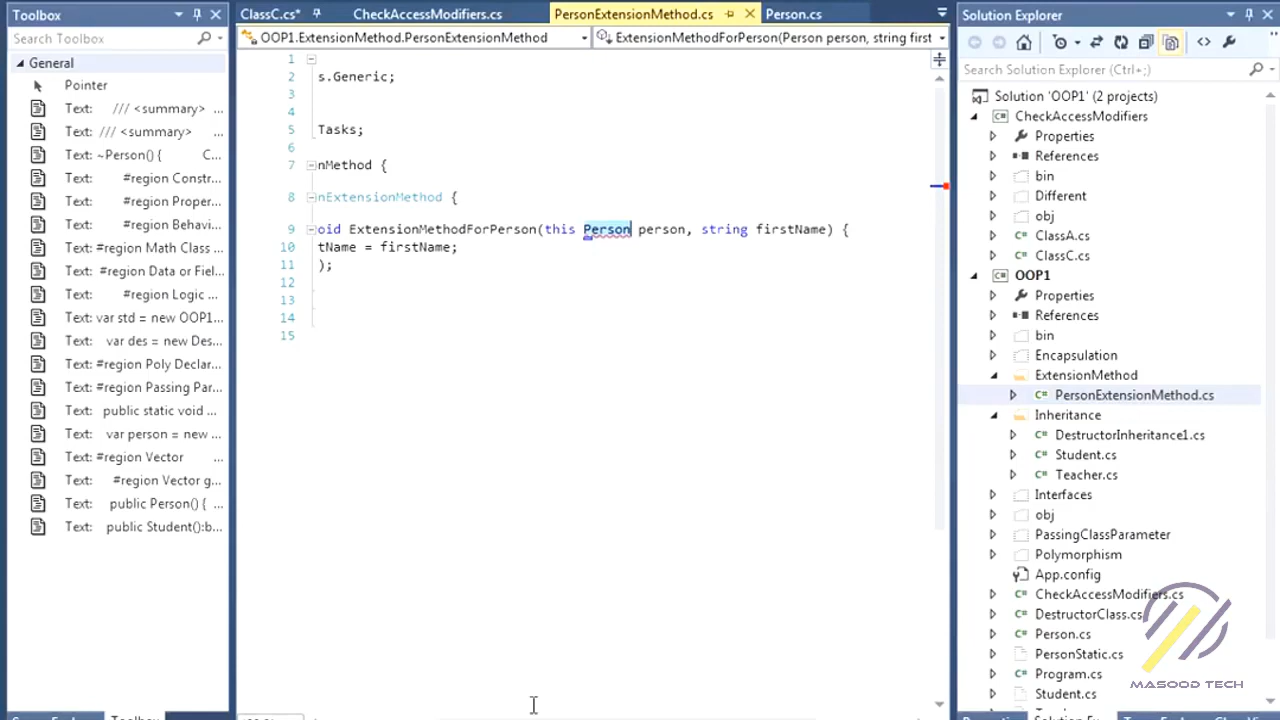 Toolbox
ClassC.cs*
CheckAccessModifiers.cs
PersonExtensionMethod.cs
Person.cs
Solution Explorer
Search Toolbox
OOP1.ExtensionMethod.PersonExtensionMethod
ExtensionMethodForPerson(Person person, string first
General
Pointer
Text: /// <summary> ...
Text: /// <summary> ...
Text: ~Person() { C...
Text: #region Constr...
Text: #region Proper...
Text: #region Behavi...
Text: #region Math Class ...
Text: #region Data or Fiel...
Text: #region Logic ...
Text: var std = new OOP1...
Text: var des = new Des...
Text: #region Poly Declar...
Text: #region Passing Par...
Text: public static void ...
Text: var person = new ...
Text: #region Vector ...
Text: #region Vector g...
Text: public Person() { ...
Text: public Student():b...
1
2 s.Generic;
3
4
5 Tasks;
6
7 nMethod {
8 nExtensionMethod {
9 oid ExtensionMethodForPerson(this Person person, string firstName) {
10 tName = firstName;
11 );
12
13
14
15
Search Solution Explorer (Ctrl+;)
Solution 'OOP1' (2 projects)
CheckAccessModifiers
Properties
References
bin
Different
obj
ClassA.cs
ClassC.cs
OOP1
Properties
References
bin
Encapsulation
ExtensionMethod
PersonExtensionMethod.cs
Inheritance
DestructorInheritance1.cs
Student.cs
Teacher.cs
Interfaces
obj
PassingClassParameter
Polymorphism
App.config
CheckAccessModifiers.cs
DestructorClass.cs
Person.cs
PersonStatic.cs
Program.cs
Student.cs
MASOOD TECH